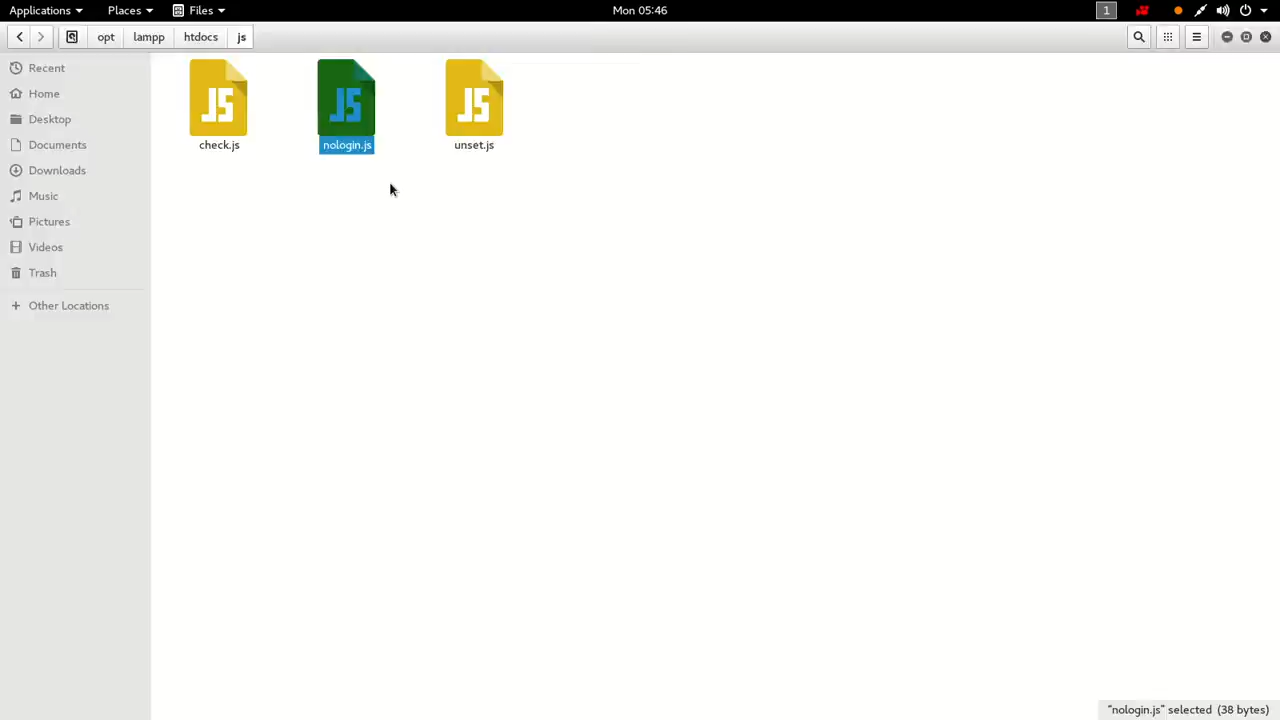 Applications Places Files Mon 05:46 1
opt lampp htdocs js
Recent
Home
Desktop
Documents
Downloads
Music
Pictures
Videos
Trash
Other Locations
JS JS JS
check.js nologin.js unset.js
"nologin.js" selected (38 bytes)